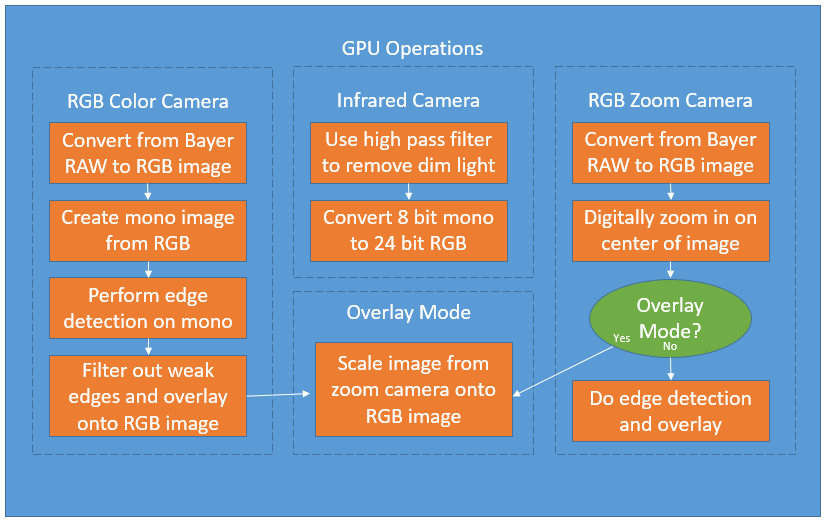 GPU Operations
RGB Color Camera
Convert from Bayer
RAW to RGB image
Create mono image
from RGB
Perform edge
detection on mono
Filter out weak
edges and overlay
onto RGB image
Infrared Camera
Use high pass filter
to remove dim light
Convert 8 bit mono
to 24 bit RGB
Overlay Mode
Scale image from
zoom camera onto
RGB image
RGB Zoom Camera
Convert from Bayer
RAW to RGB image
Digitally zoom in on
center of image
Overlay
Mode?
Yes
No
Do edge detection
and overlay